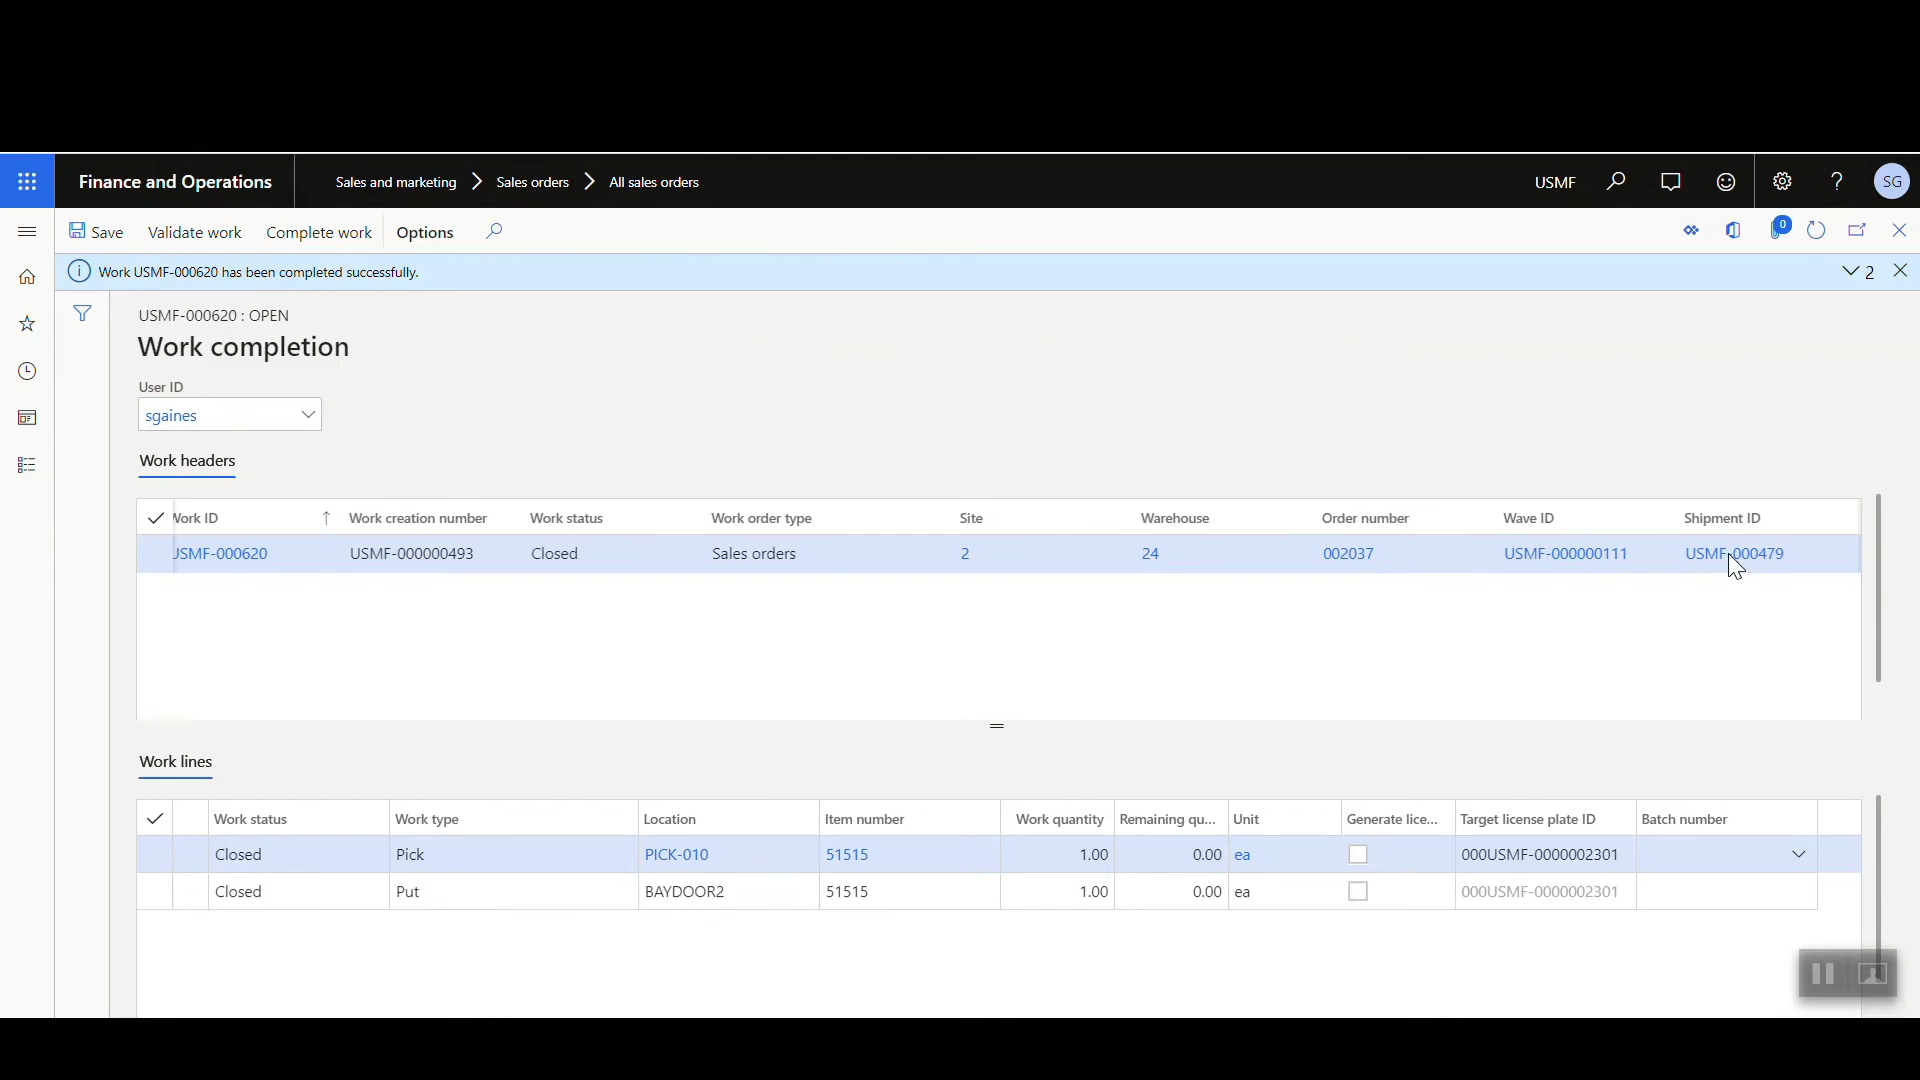 Finance and Operations Sales and marketing Sales orders All sales orders USMF SG
Save Validate work Complete work Options 0
Work USMF-000620 has been completed successfully. 2
USMF-000620 : OPEN
Work completion
User ID
sgaines
Work headers
Work ID Work creation number Work status Work order type Site Warehouse Order number Wave ID Shipment ID
USMF-000620 USMF-000000493 Closed Sales orders 2 24 002037 USMF-000000111 USMF-000479
Work lines
Work status Work type Location Item number Work quantity Remaining qu... Unit Generate lice... Target license plate ID Batch number
Closed Pick PICK-010 51515 1.00 0.00 ea 000USMF-0000002301
Closed Put BAYDOOR2 51515 1.00 0.00 ea 000USMF-0000002301